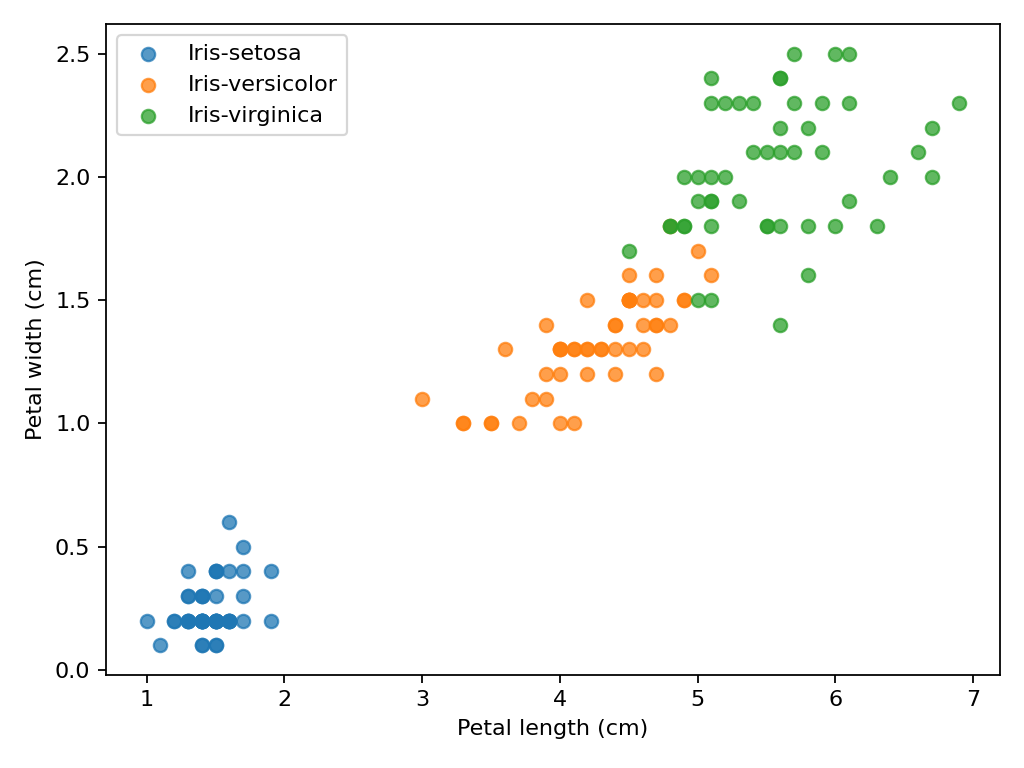 Iris-setosa
Iris-versicolor
Iris-virginica
2.5
2.0
1.5
1.0
0.5
0.0
Petal width (cm)
1 2 3 4 5 6 7
Petal length (cm)